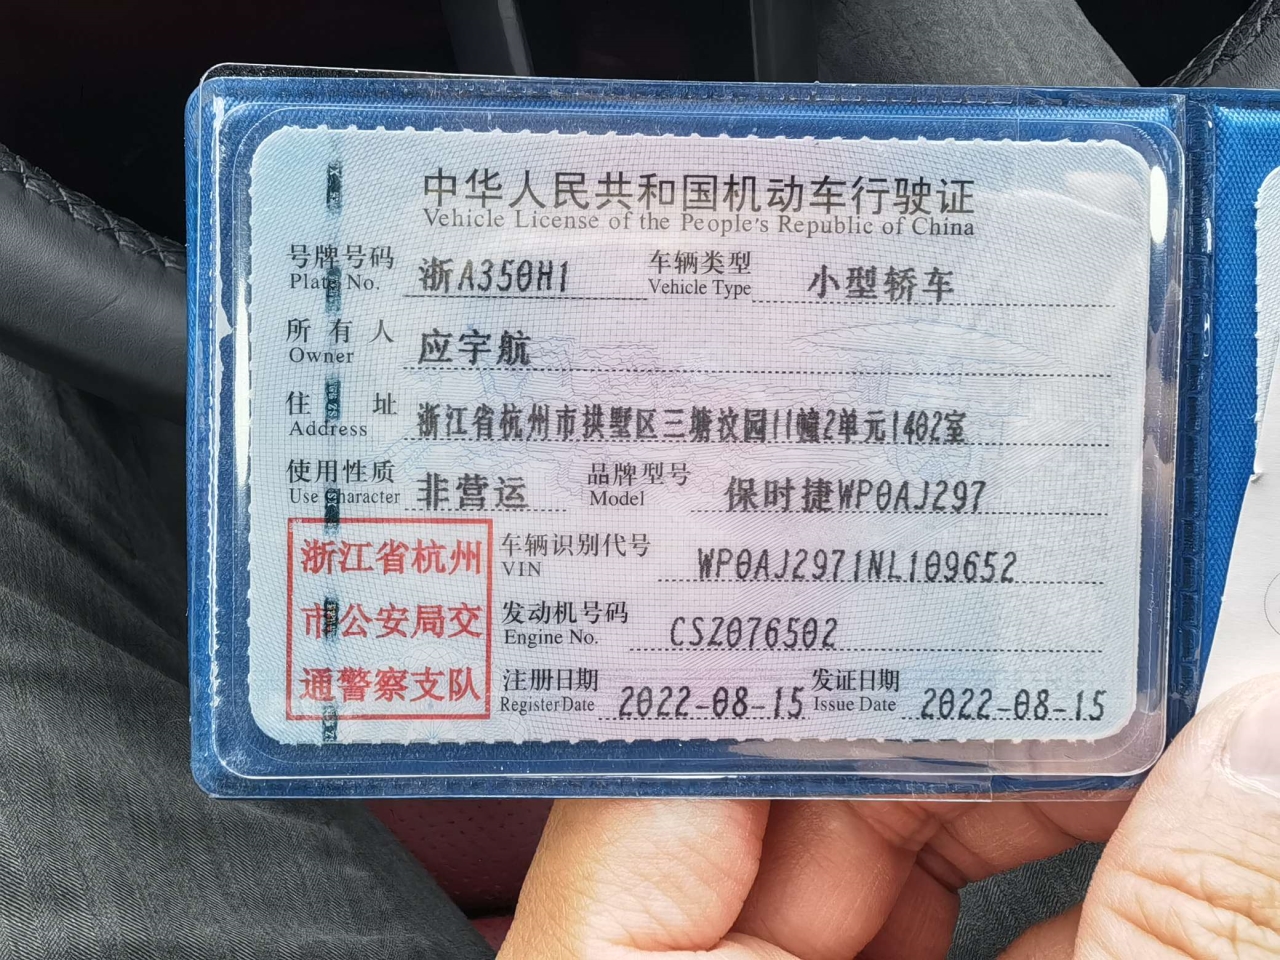 中华人民共和国机动车行驶证
Vehicle License of the People's Republic of China
号牌号码 浙A350H1 车辆类型 小型轿车
Plate No. Vehicle Type
所有人 应宇航
Owner
住址 浙江省杭州市拱墅区三塘汶园11幢2单元1402室
Address
使用性质 非营运 品牌型号 保时捷WP0AJ297
Use Character Model
浙江省杭州
市公安局交
通警察支队
车辆识别代号 WP0AJ2971NL109652
VIN
发动机号码 CSZ076502
Engine No.
注册日期 2022-08-15 发证日期 2022-08-15
Register Date Issue Date